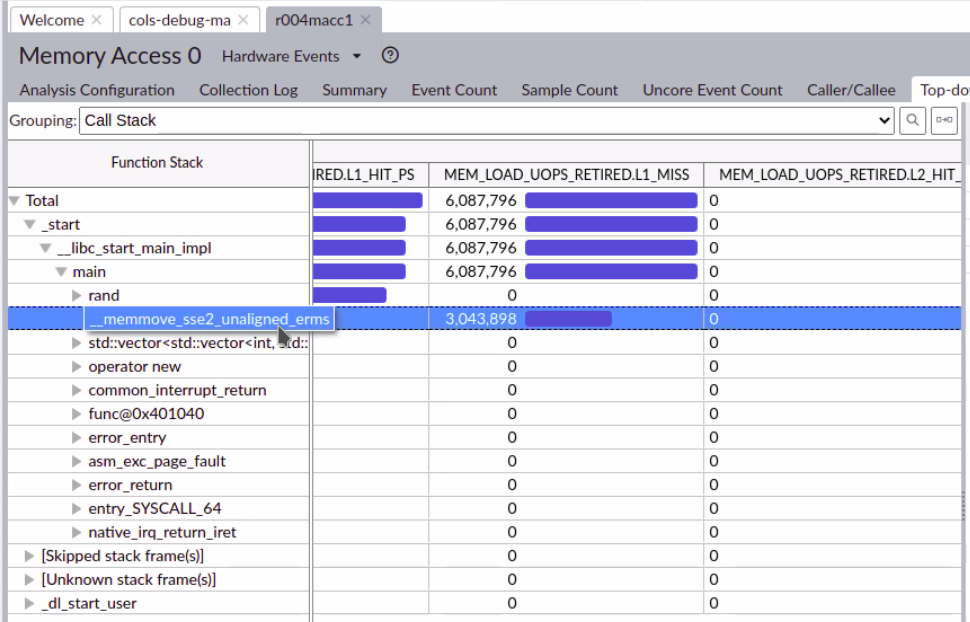 Welcome × cols-debug-ma × r004macc1 ×
Memory Access 0 Hardware Events ?
Analysis Configuration Collection Log Summary Event Count Sample Count Uncore Event Count Caller/Callee Top-do
Grouping: Call Stack
Function Stack
IRED.L1_HIT_PS MEM_LOAD_UOPS_RETIRED.L1_MISS MEM_LOAD_UOPS_RETIRED.L2_HIT_
Total 6,087,796 0
_start 6,087,796 0
__libc_start_main_impl 6,087,796 0
main 6,087,796 0
rand 0 0
__memmove_sse2_unaligned_erms 3,043,898 0
std::vector<std::vector<int, std:: 0 0
operator new 0 0
common_interrupt_return 0 0
func@0x401040 0 0
error_entry 0 0
asm_exc_page_fault 0 0
error_return 0 0
entry_SYSCALL_64 0 0
native_irq_return_iret 0 0
[Skipped stack frame(s)] 0 0
[Unknown stack frame(s)] 0 0
_dl_start_user 0 0